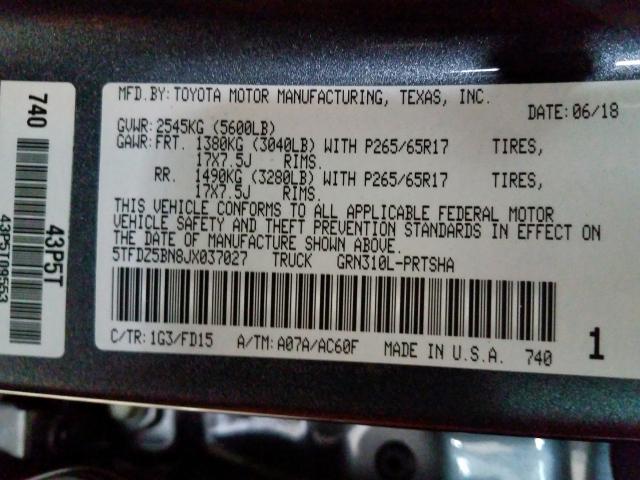 MFD.BY:TOYOTA MOTOR MANUFACTURING, TEXAS, INC.
DATE:06/18
GVWR:2545KG (5600LB)
GAWR:FRT. 1380KG (3040LB) WITH P265/65R17 TIRES,
17X7.5J RIMS.
RR. 1490KG (3280LB) WITH P265/65R17 TIRES,
17X7.5J RIMS.
THIS VEHICLE CONFORMS TO ALL APPLICABLE FEDERAL MOTOR
VEHICLE SAFETY AND THEFT PREVENTION STANDARDS IN EFFECT ON
THE DATE OF MANUFACTURE SHOWN ABOVE.
5TFDZ5BN8JX037027 TRUCK GRN310L-PRTSHA
C/TR:1G3/FD15 A/TM:A07A/AC60F MADE IN U.S.A. 740
1
740
43P5T
43P5T09553